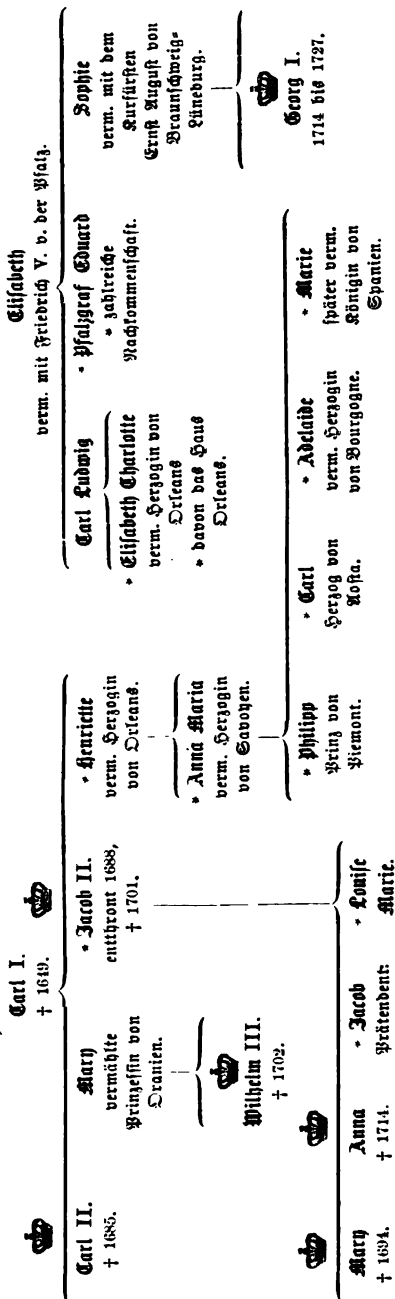 Carl I.
† 1649.
Carl II.
† 1685.
Mary
vermählte
Prinzeſſin von
Oranien.
Wilhelm III.
† 1702.
* Jacob II.
entthront 1688,
† 1701.
Mary
† 1694.
Anna
† 1714.
* Jacob
Prätendent.
* Louiſe
Marie.
* Henriette
verm. Herzogin
von Orleans.
* Anna Maria
verm. Herzogin
von Savoyen.
* Philipp
Prinz von
Piemont.
* Carl
Herzog von
Aoſta.
* Adelaide
verm. Herzogin
von Bourgogne.
* Marie
ſpäter verm.
Königin von
Spanien.
Eliſabeth
verm. mit Friedrich V. v. der Pfalz.
Carl Ludwig
* Eliſabeth Charlotte
verm. Herzogin von
Orleans
* davon das Haus
Orleans.
* Pfalzgraf Eduard
* zahlreiche
Nachkommenſchaft.
Sophie
verm. mit dem
Kurfürſten
Ernſt Auguſt von
Braunſchweig-
Lüneburg.
Georg I.
1714 bis 1727.